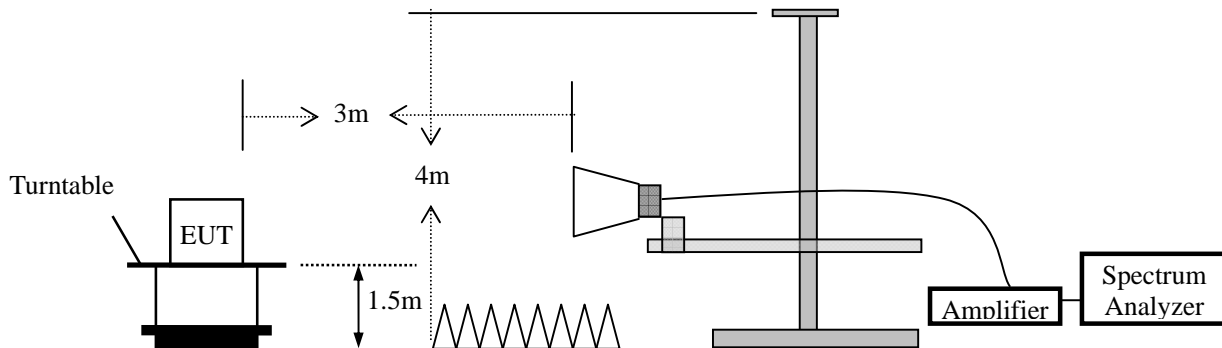 3m
4m
Turntable
EUT
1.5m
Amplifier
Spectrum
Analyzer